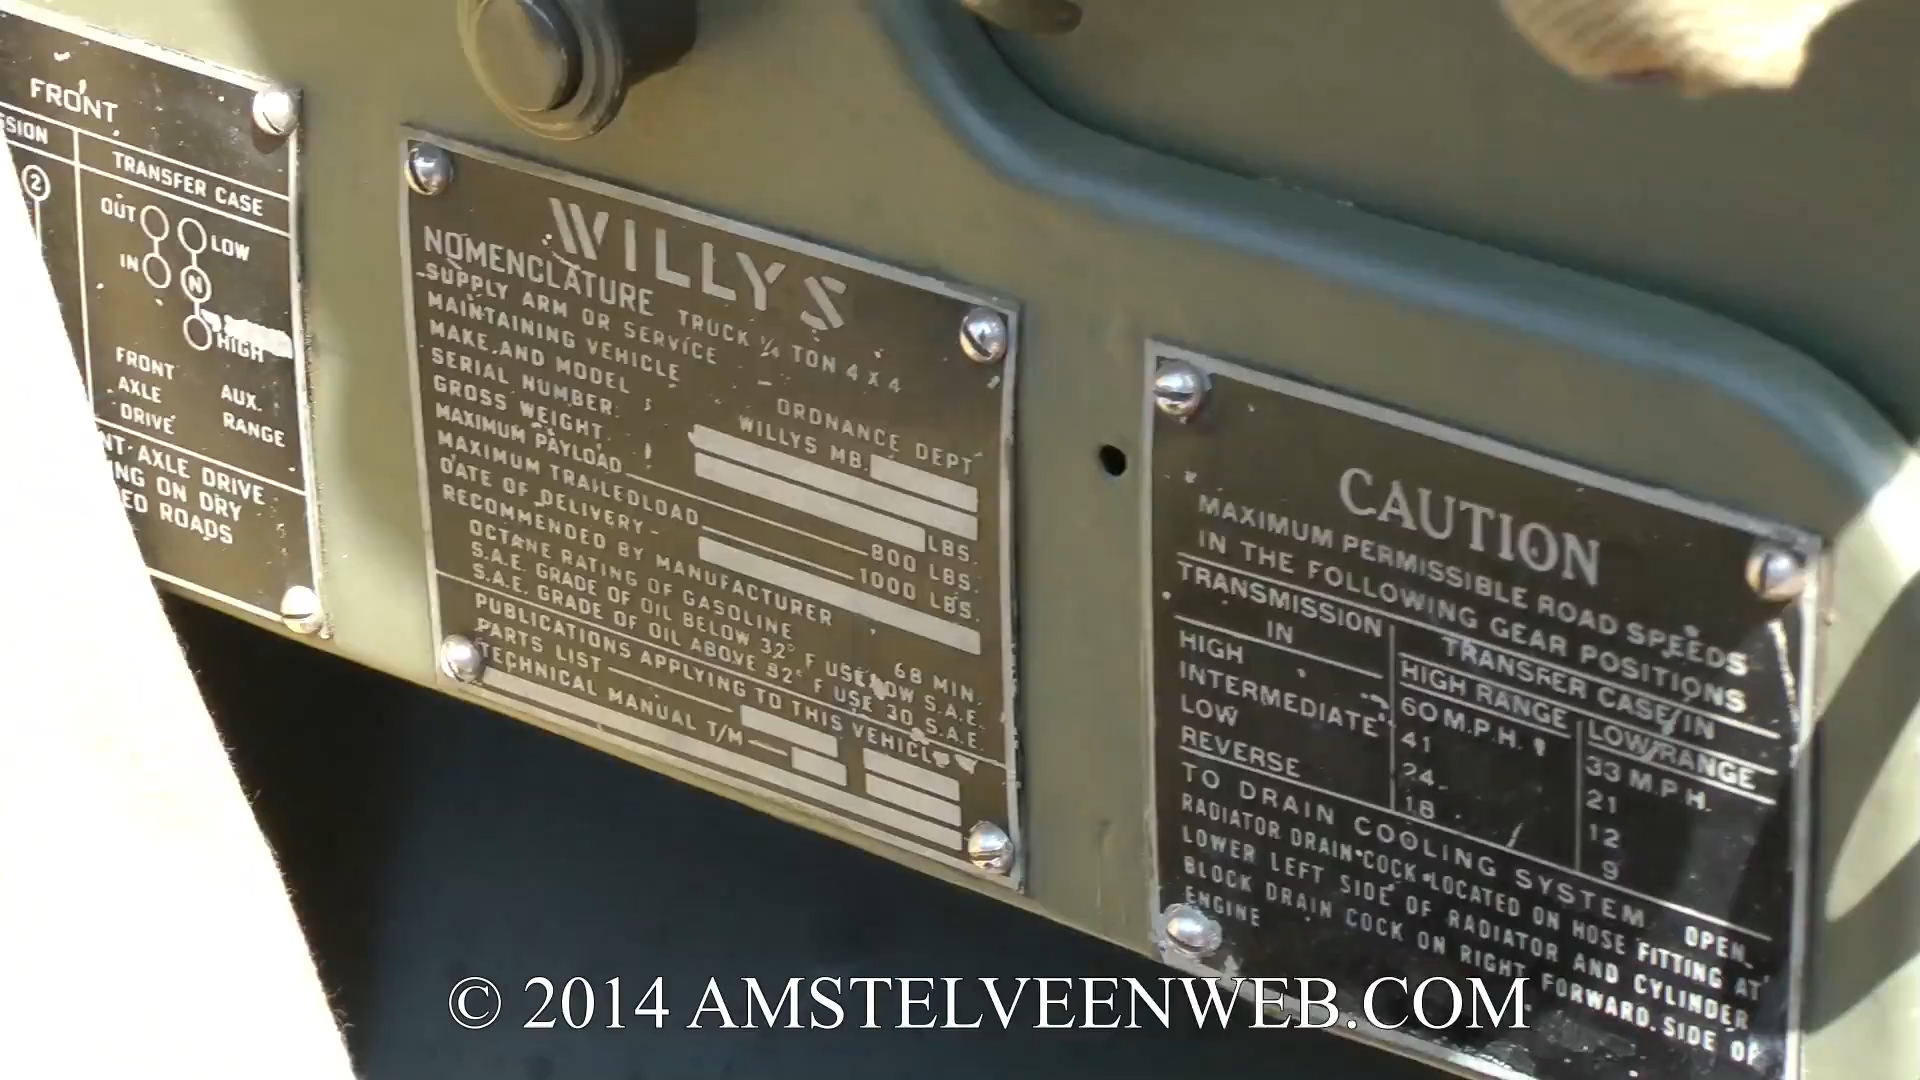 FRONT
SSION
TRANSFER CASE
2
OUT
LOW
IN
N
HIGH
FRONT
AXLE
DRIVE
AUX.
RANGE
NT AXLE DRIVE
NG ON DRY
ED ROADS
WILLYS
NOMENCLATURE TRUCK 1/4 TON 4 X 4
SUPPLY ARM OR SERVICE
MAINTAINING VEHICLE ORDNANCE DEPT
MAKE AND MODEL WILLYS MB.
SERIAL NUMBER
GROSS WEIGHT LBS.
MAXIMUM PAYLOAD 800 LBS.
MAXIMUM TRAILEDLOAD 1000 LBS.
DATE OF DELIVERY
RECOMMENDED BY MANUFACTURER
OCTANE RATING OF GASOLINE 68 MIN.
S.A.E. GRADE OF OIL BELOW 32° F USE 10W S.A.E.
S.A.E. GRADE OF OIL ABOVE 32° F USE 30 S.A.E.
PUBLICATIONS APPLYING TO THIS VEHICLE
PARTS LIST
TECHNICAL MANUAL T/M
CAUTION
MAXIMUM PERMISSIBLE ROAD SPEEDS
IN THE FOLLOWING GEAR POSITIONS
TRANSMISSION IN
TRANSFER CASE IN
HIGH RANGE LOW RANGE
HIGH 60 M.P.H. 33 M.P.H.
INTERMEDIATE 41 21
LOW 24 12
REVERSE 18 9
TO DRAIN COOLING SYSTEM OPEN
RADIATOR DRAIN COCK LOCATED ON HOSE FITTING AT
LOWER LEFT SIDE OF RADIATOR AND CYLINDER
BLOCK DRAIN COCK ON RIGHT FORWARD SIDE OF
ENGINE
© 2014 AMSTELVEENWEB.COM